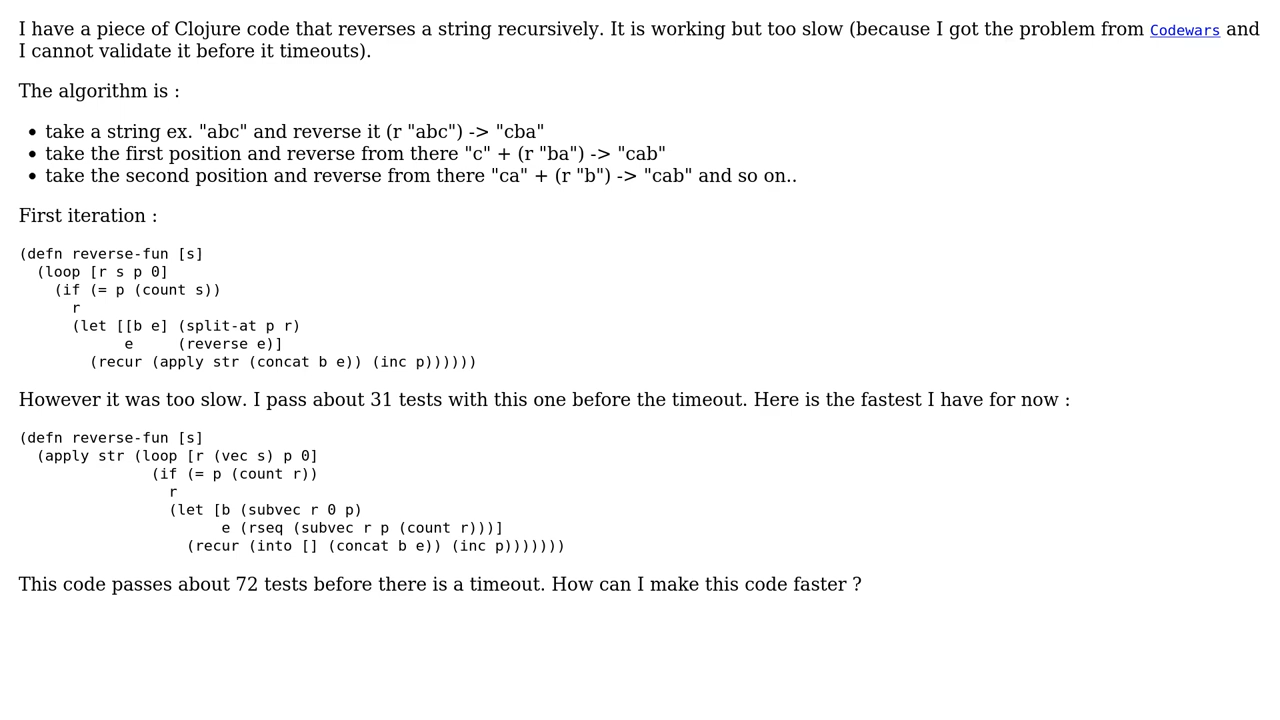 I have a piece of Clojure code that reverses a string recursively. It is working but too slow (because I got the problem from Codewars and
I cannot validate it before it timeouts).
The algorithm is :
• take a string ex. "abc" and reverse it (r "abc") -> "cba"
• take the first position and reverse from there "c" + (r "ba") -> "cab"
• take the second position and reverse from there "ca" + (r "b") -> "cab" and so on..
First iteration :
(defn reverse-fun [s]
  (loop [r s p 0]
    (if (= p (count s))
      r
      (let [[b e] (split-at p r)
            e     (reverse e)]
        (recur (apply str (concat b e)) (inc p))))))
However it was too slow. I pass about 31 tests with this one before the timeout. Here is the fastest I have for now :
(defn reverse-fun [s]
  (apply str (loop [r (vec s) p 0]
               (if (= p (count r))
                 r
                 (let [b (subvec r 0 p)
                       e (rseq (subvec r p (count r)))]
                   (recur (into [] (concat b e)) (inc p)))))))
This code passes about 72 tests before there is a timeout. How can I make this code faster ?